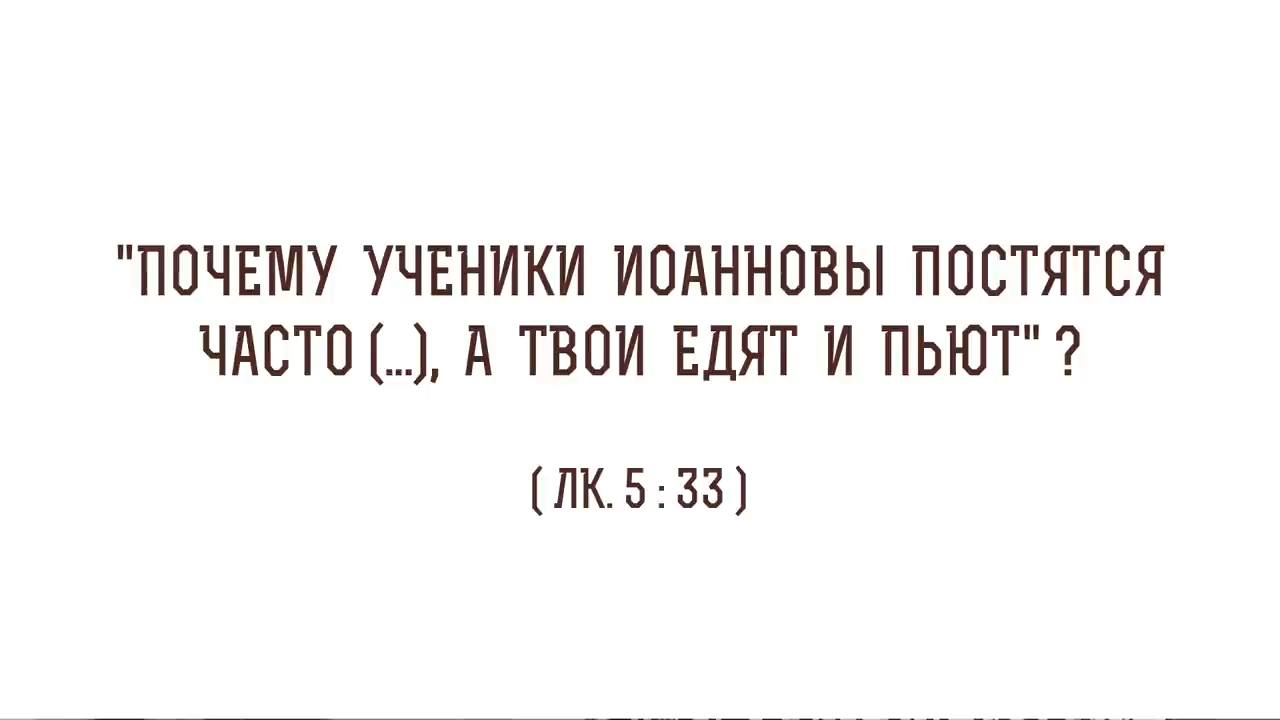 "ПОЧЕМУ УЧЕНИКИ ИОАННОВЫ ПОСТЯТСЯ
ЧАСТО (...), А ТВОИ ЕДЯТ И ПЬЮТ" ?
( ЛК. 5 : 33 )